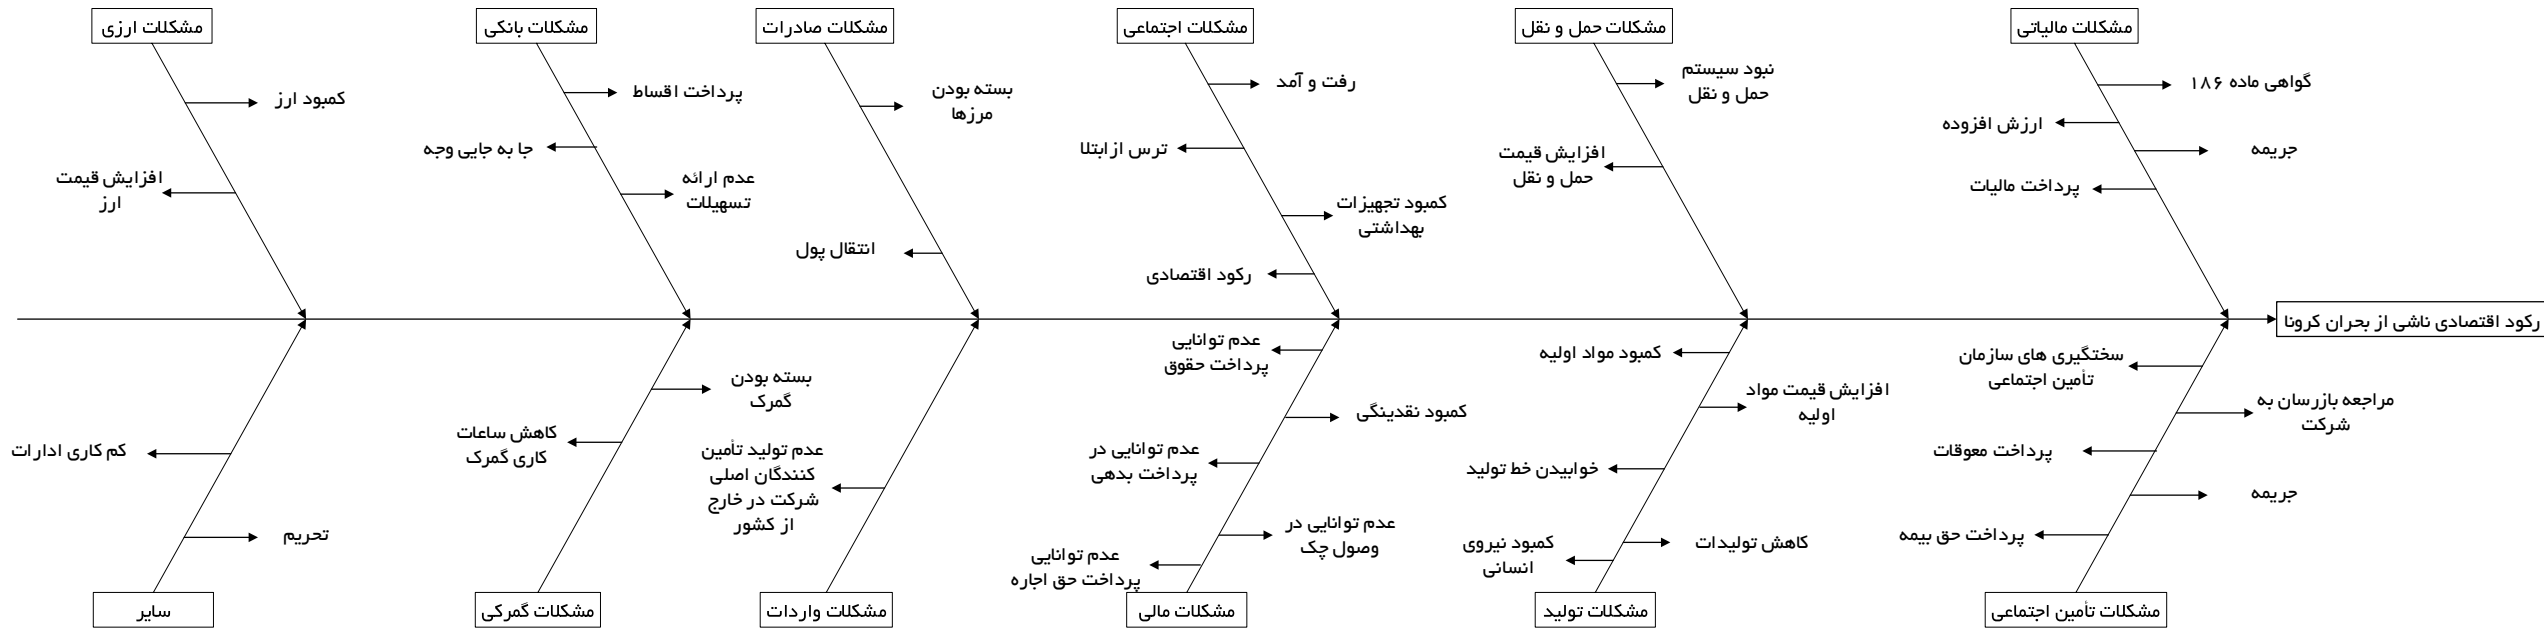 مشکلات مالیاتی
گواهی ماده ۱۸۶
ارزش افزوده
جریمه
پرداخت مالیات
مشکلات حمل و نقل
نبود سیستم
حمل و نقل
افزایش قیمت
حمل و نقل
مشکلات اجتماعی
رفت و آمد
ترس از ابتلا
کمبود تجهیزات
بهداشتی
رکود اقتصادی
مشکلات صادرات
بسته بودن
مرزها
انتقال پول
مشکلات بانکی
پرداخت اقساط
جا به جایی وجه
عدم ارائه
تسهیلات
مشکلات ارزی
کمبود ارز
افزایش قیمت
ارز
رکود اقتصادی ناشی از بحران کرونا
سختگیری های سازمان
تأمین اجتماعی
مراجعه بازرسان به
شرکت
پرداخت معوقات
جریمه
پرداخت حق بیمه
مشکلات تأمین اجتماعی
کمبود مواد اولیه
افزایش قیمت مواد
اولیه
خوابیدن خط تولید
کاهش تولیدات
کمبود نیروی
انسانی
مشکلات تولید
عدم توانایی
پرداخت حقوق
کمبود نقدینگی
عدم توانایی در
پرداخت بدهی
عدم توانایی در
وصول چک
عدم توانایی
پرداخت حق اجاره
مشکلات مالی
عدم تولید تأمین
کنندگان اصلی
شرکت در خارج
از کشور
مشکلات واردات
بسته بودن
گمرک
کاهش ساعات
کاری گمرک
مشکلات گمرکی
کم کاری ادارات
تحریم
سایر